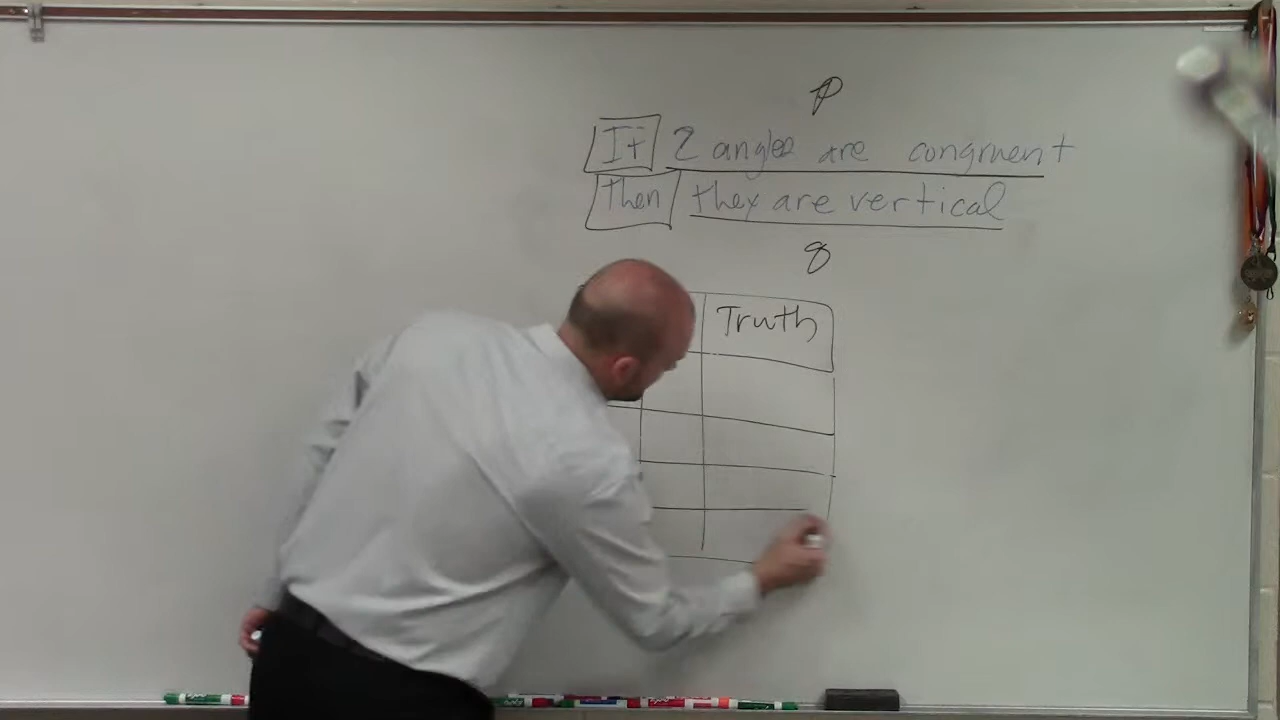 p
If 2 angles are congruent
then they are vertical
q
Truth